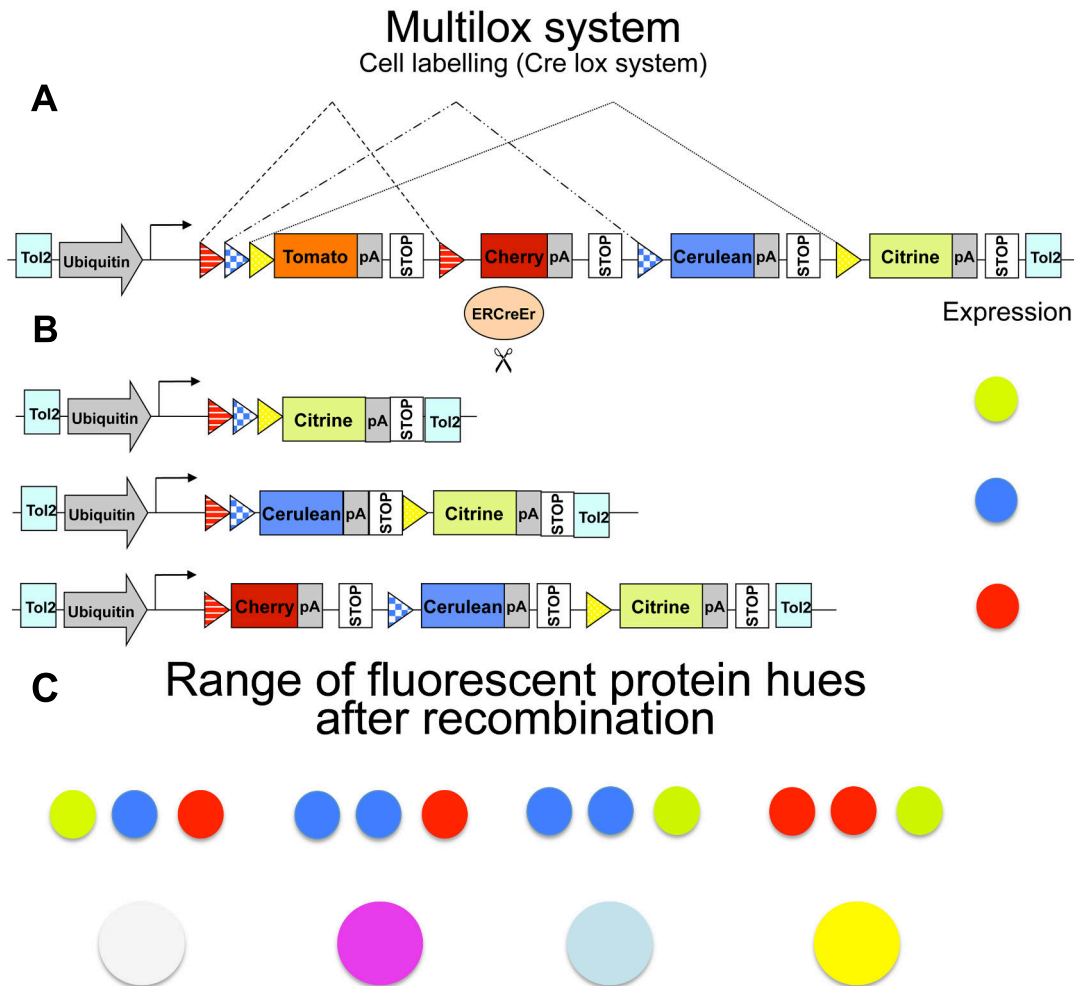 Multilox system
Cell labelling (Cre lox system)
A
Tol2 Ubiquitin Tomato pA STOP Cherry pA STOP Cerulean pA STOP Citrine pA STOP Tol2
ERCreEr
Expression
B
Tol2 Ubiquitin Citrine pA STOP Tol2
Tol2 Ubiquitin Cerulean pA STOP Citrine pA STOP Tol2
Tol2 Ubiquitin Cherry pA STOP Cerulean pA STOP Citrine pA STOP Tol2
C
Range of fluorescent protein hues
after recombination